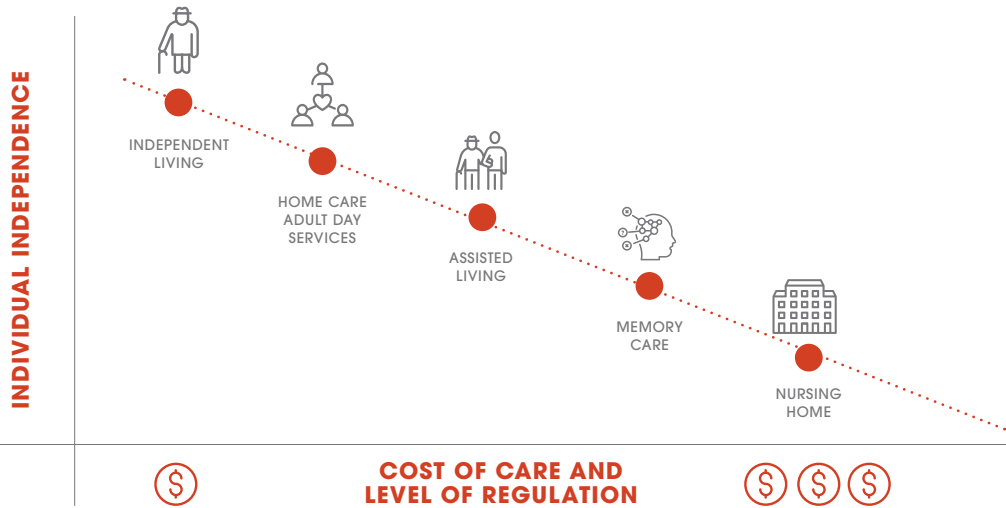 INDIVIDUAL INDEPENDENCE
INDEPENDENT
LIVING
HOME CARE
ADULT DAY
SERVICES
ASSISTED
LIVING
MEMORY
CARE
NURSING
HOME
$
COST OF CARE AND
LEVEL OF REGULATION
$ $ $